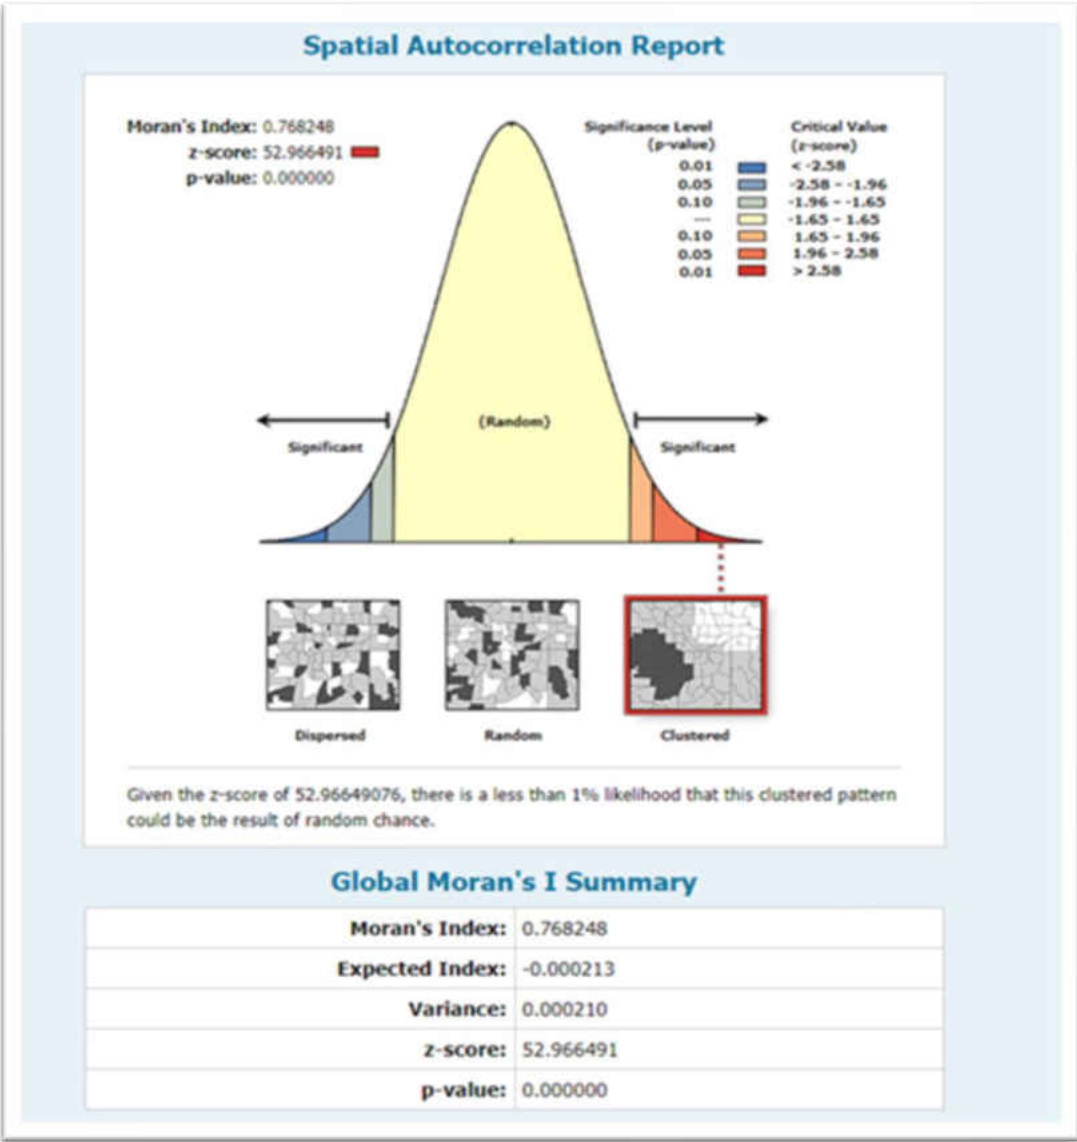 Spatial Autocorrelation Report
Moran's Index: 0.768248
z-score: 52.966491
p-value: 0.000000
Significance Level
(p-value)
Critical Value
(z-score)
0.01 < -2.58
0.05 -2.58 - -1.96
0.10 -1.96 - -1.65
--- -1.65 - 1.65
0.10 1.65 - 1.96
0.05 1.96 - 2.58
0.01 > 2.58
(Random)
Significant
Significant
Dispersed
Random
Clustered
Given the z-score of 52.96649076, there is a less than 1% likelihood that this clustered pattern
could be the result of random chance.
Global Moran's I Summary
Moran's Index: 0.768248
Expected Index: -0.000213
Variance: 0.000210
z-score: 52.966491
p-value: 0.000000